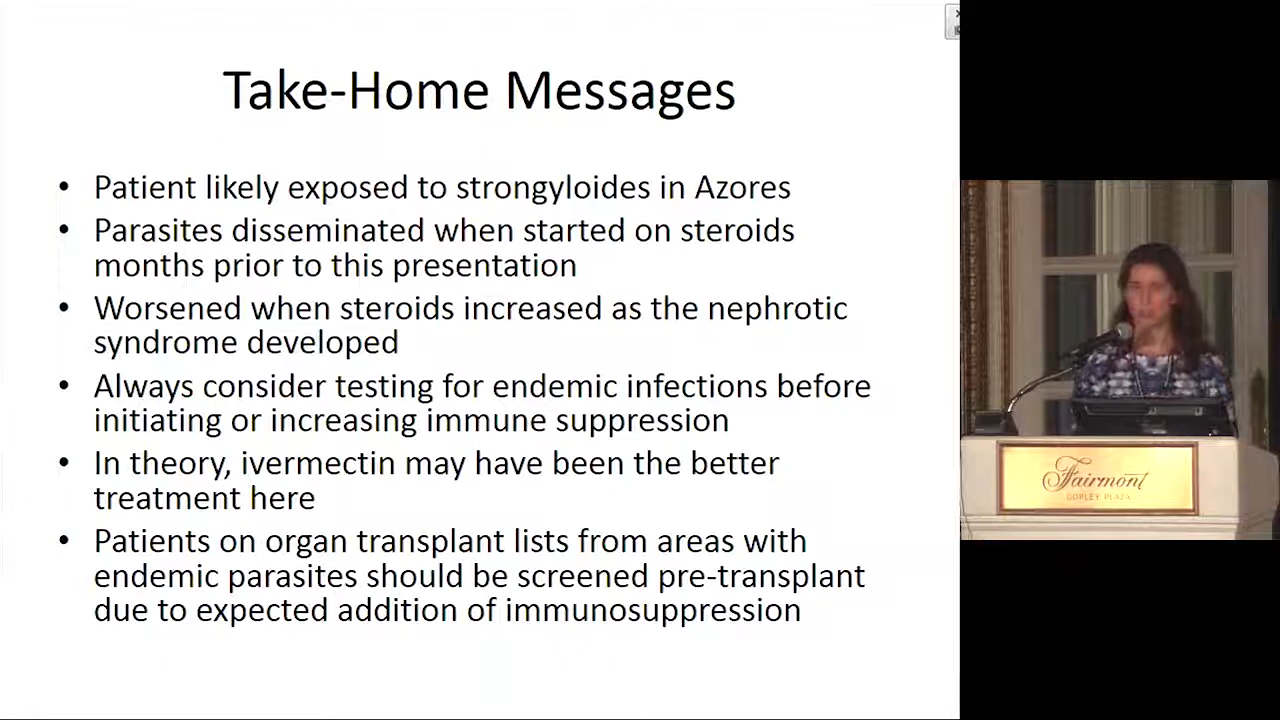 Take-Home Messages
• Patient likely exposed to strongyloides in Azores
• Parasites disseminated when started on steroids
months prior to this presentation
• Worsened when steroids increased as the nephrotic
syndrome developed
• Always consider testing for endemic infections before
initiating or increasing immune suppression
• In theory, ivermectin may have been the better
treatment here
• Patients on organ transplant lists from areas with
endemic parasites should be screened pre-transplant
due to expected addition of immunosuppression
Fairmont
COPLEY PLAZA